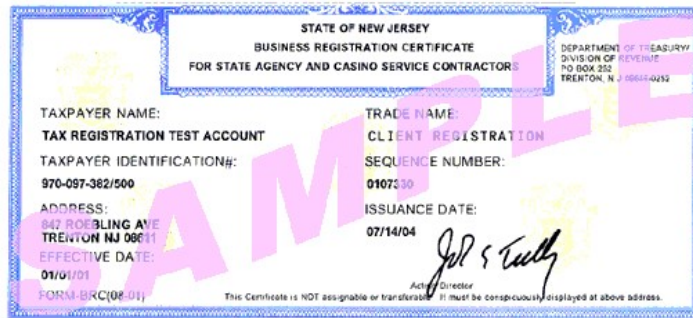 STATE OF NEW JERSEY
BUSINESS REGISTRATION CERTIFICATE
FOR STATE AGENCY AND CASINO SERVICE CONTRACTORS
DEPARTMENT OF TREASURY/
DIVISION OF REVENUE
PO BOX 252
TRENTON, N J 08646-0252
TAXPAYER NAME:
TAX REGISTRATION TEST ACCOUNT
TRADE NAME:
CLIENT REGISTRATION
TAXPAYER IDENTIFICATION#:
970-097-382/500
SEQUENCE NUMBER:
0107330
ADDRESS:
847 ROEBLING AVE
TRENTON NJ 08611
ISSUANCE DATE:
07/14/04
EFFECTIVE DATE:
01/01/01
FORM-BRC(08-01)
Acting Director
This Certificate is NOT assignable or transferable. It must be conspicuously displayed at above address.
SAMPLE